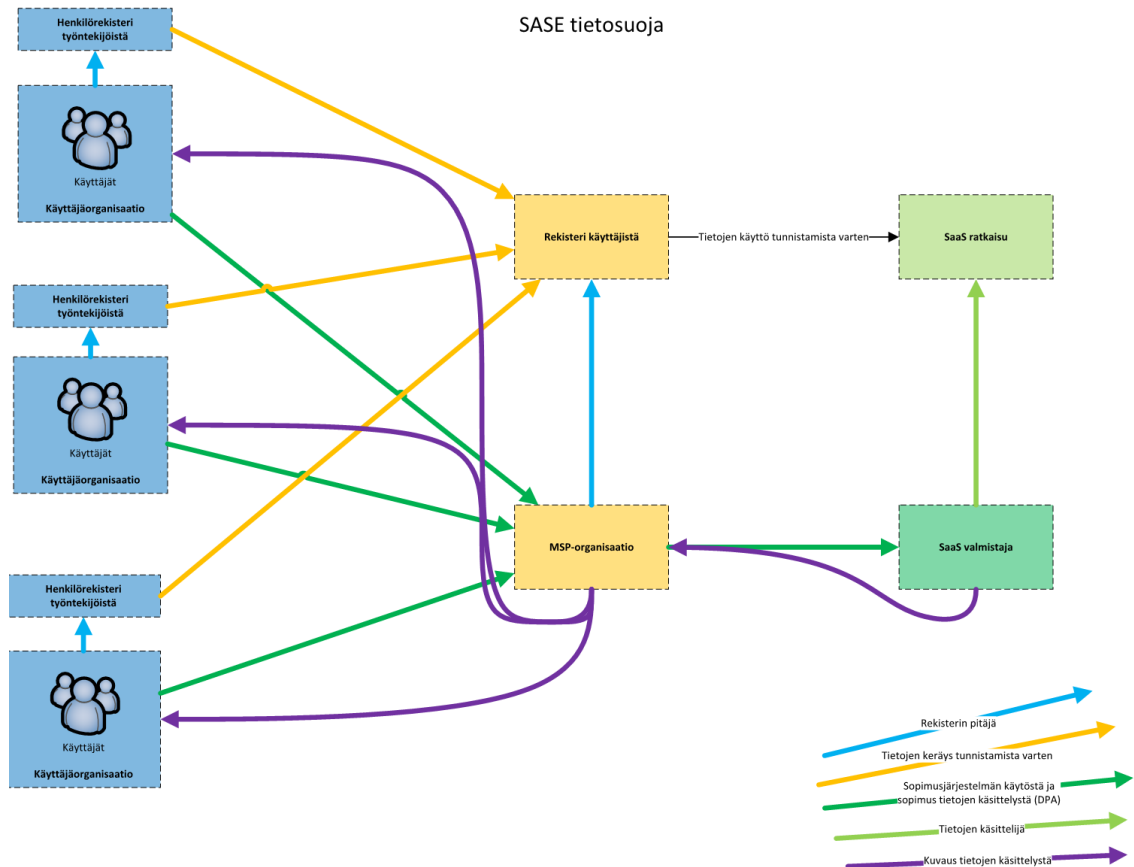 SASE tietosuoja
Henkilörekisteri
työntekijöistä
Käyttäjät
Käyttäjäorganisaatio
Henkilörekisteri
työntekijöistä
Käyttäjät
Käyttäjäorganisaatio
Henkilörekisteri
työntekijöistä
Käyttäjät
Käyttäjäorganisaatio
Rekisteri käyttäjistä
Tietojen käyttö tunnistamista varten
SaaS ratkaisu
MSP-organisaatio
SaaS valmistaja
Rekisterin pitäjä
Tietojen keräys tunnistamista varten
Sopimusjärjestelmän käytöstä ja
sopimus tietojen käsittelystä (DPA)
Tietojen käsittelijä
Kuvaus tietojen käsittelystä